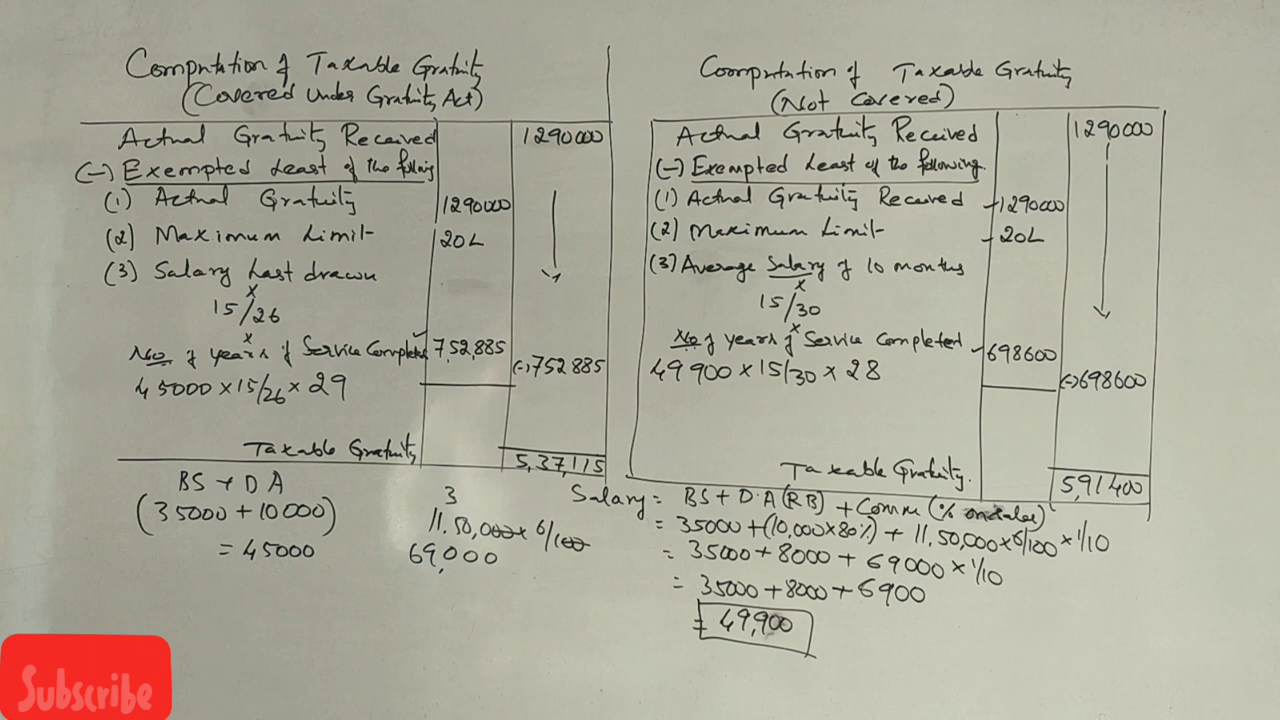 Computation of Taxable Gratuity
(Covered Under Gratuity Act)
Actual Gratuity Received 1290000
(-) Exempted Least of the following
(1) Actual Gratuity 1290000
(2) Maximum Limit 20L
(3) Salary Last drawn
x
15/26
x
No of years of Service Completed 7,52,885 (-) 752885
45000 x 15/26 x 29
Taxable Gratuity 5,37,115
BS + DA
(35000 + 10000)
= 45000
3
11,50,000 x 6/100
69,000
Computation of Taxable Gratuity
(Not Covered)
Actual Gratuity Received 1290000
(-) Exempted Least of the following.
(1) Actual Gratuity Received 1290000
(2) Maximum Limit 20L
(3) Average Salary of 10 months
x
15/30
x
No of years of Service Completed 698600
49900 x 15/30 x 28 (-) 698600
Taxable Gratuity. 5,91400
Salary = BS + D.A (RB) + Comm (% on sales)
= 35000 + (10,000 x 80%) + 11,50,000 x 6/100 x 1/10
= 35000 + 8000 + 69000 x 1/10
= 35000 + 8000 + 6900
= 49,900
Subscribe